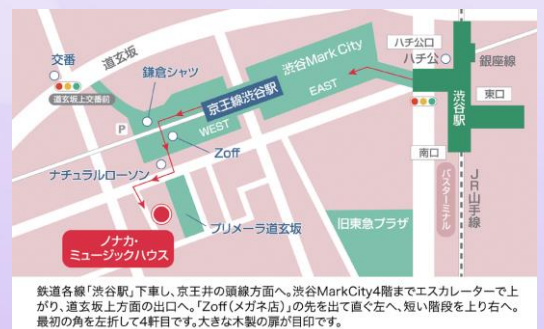 交番
道玄坂
道玄坂上交番前
鎌倉シャツ
渋谷Mark City
ハチ公口
ハチ公
銀座線
京王線渋谷駅
EAST
WEST
渋谷駅
東口
P
Zoff
南口
ナチュラルローソン
バスターミナル
JR山手線
プリメーラ道玄坂
旧東急プラザ
ノナカ・
ミュージックハウス
鉄道各線「渋谷駅」下車し、京王井の頭線方面へ。渋谷MarkCity4階までエスカレーターで上
がり、道玄坂上方面の出口へ。「Zoff(メガネ店)」の先を出て直ぐ左へ、短い階段を上り右へ。
最初の角を左折して4軒目です。大きな木製の扉が目印です。